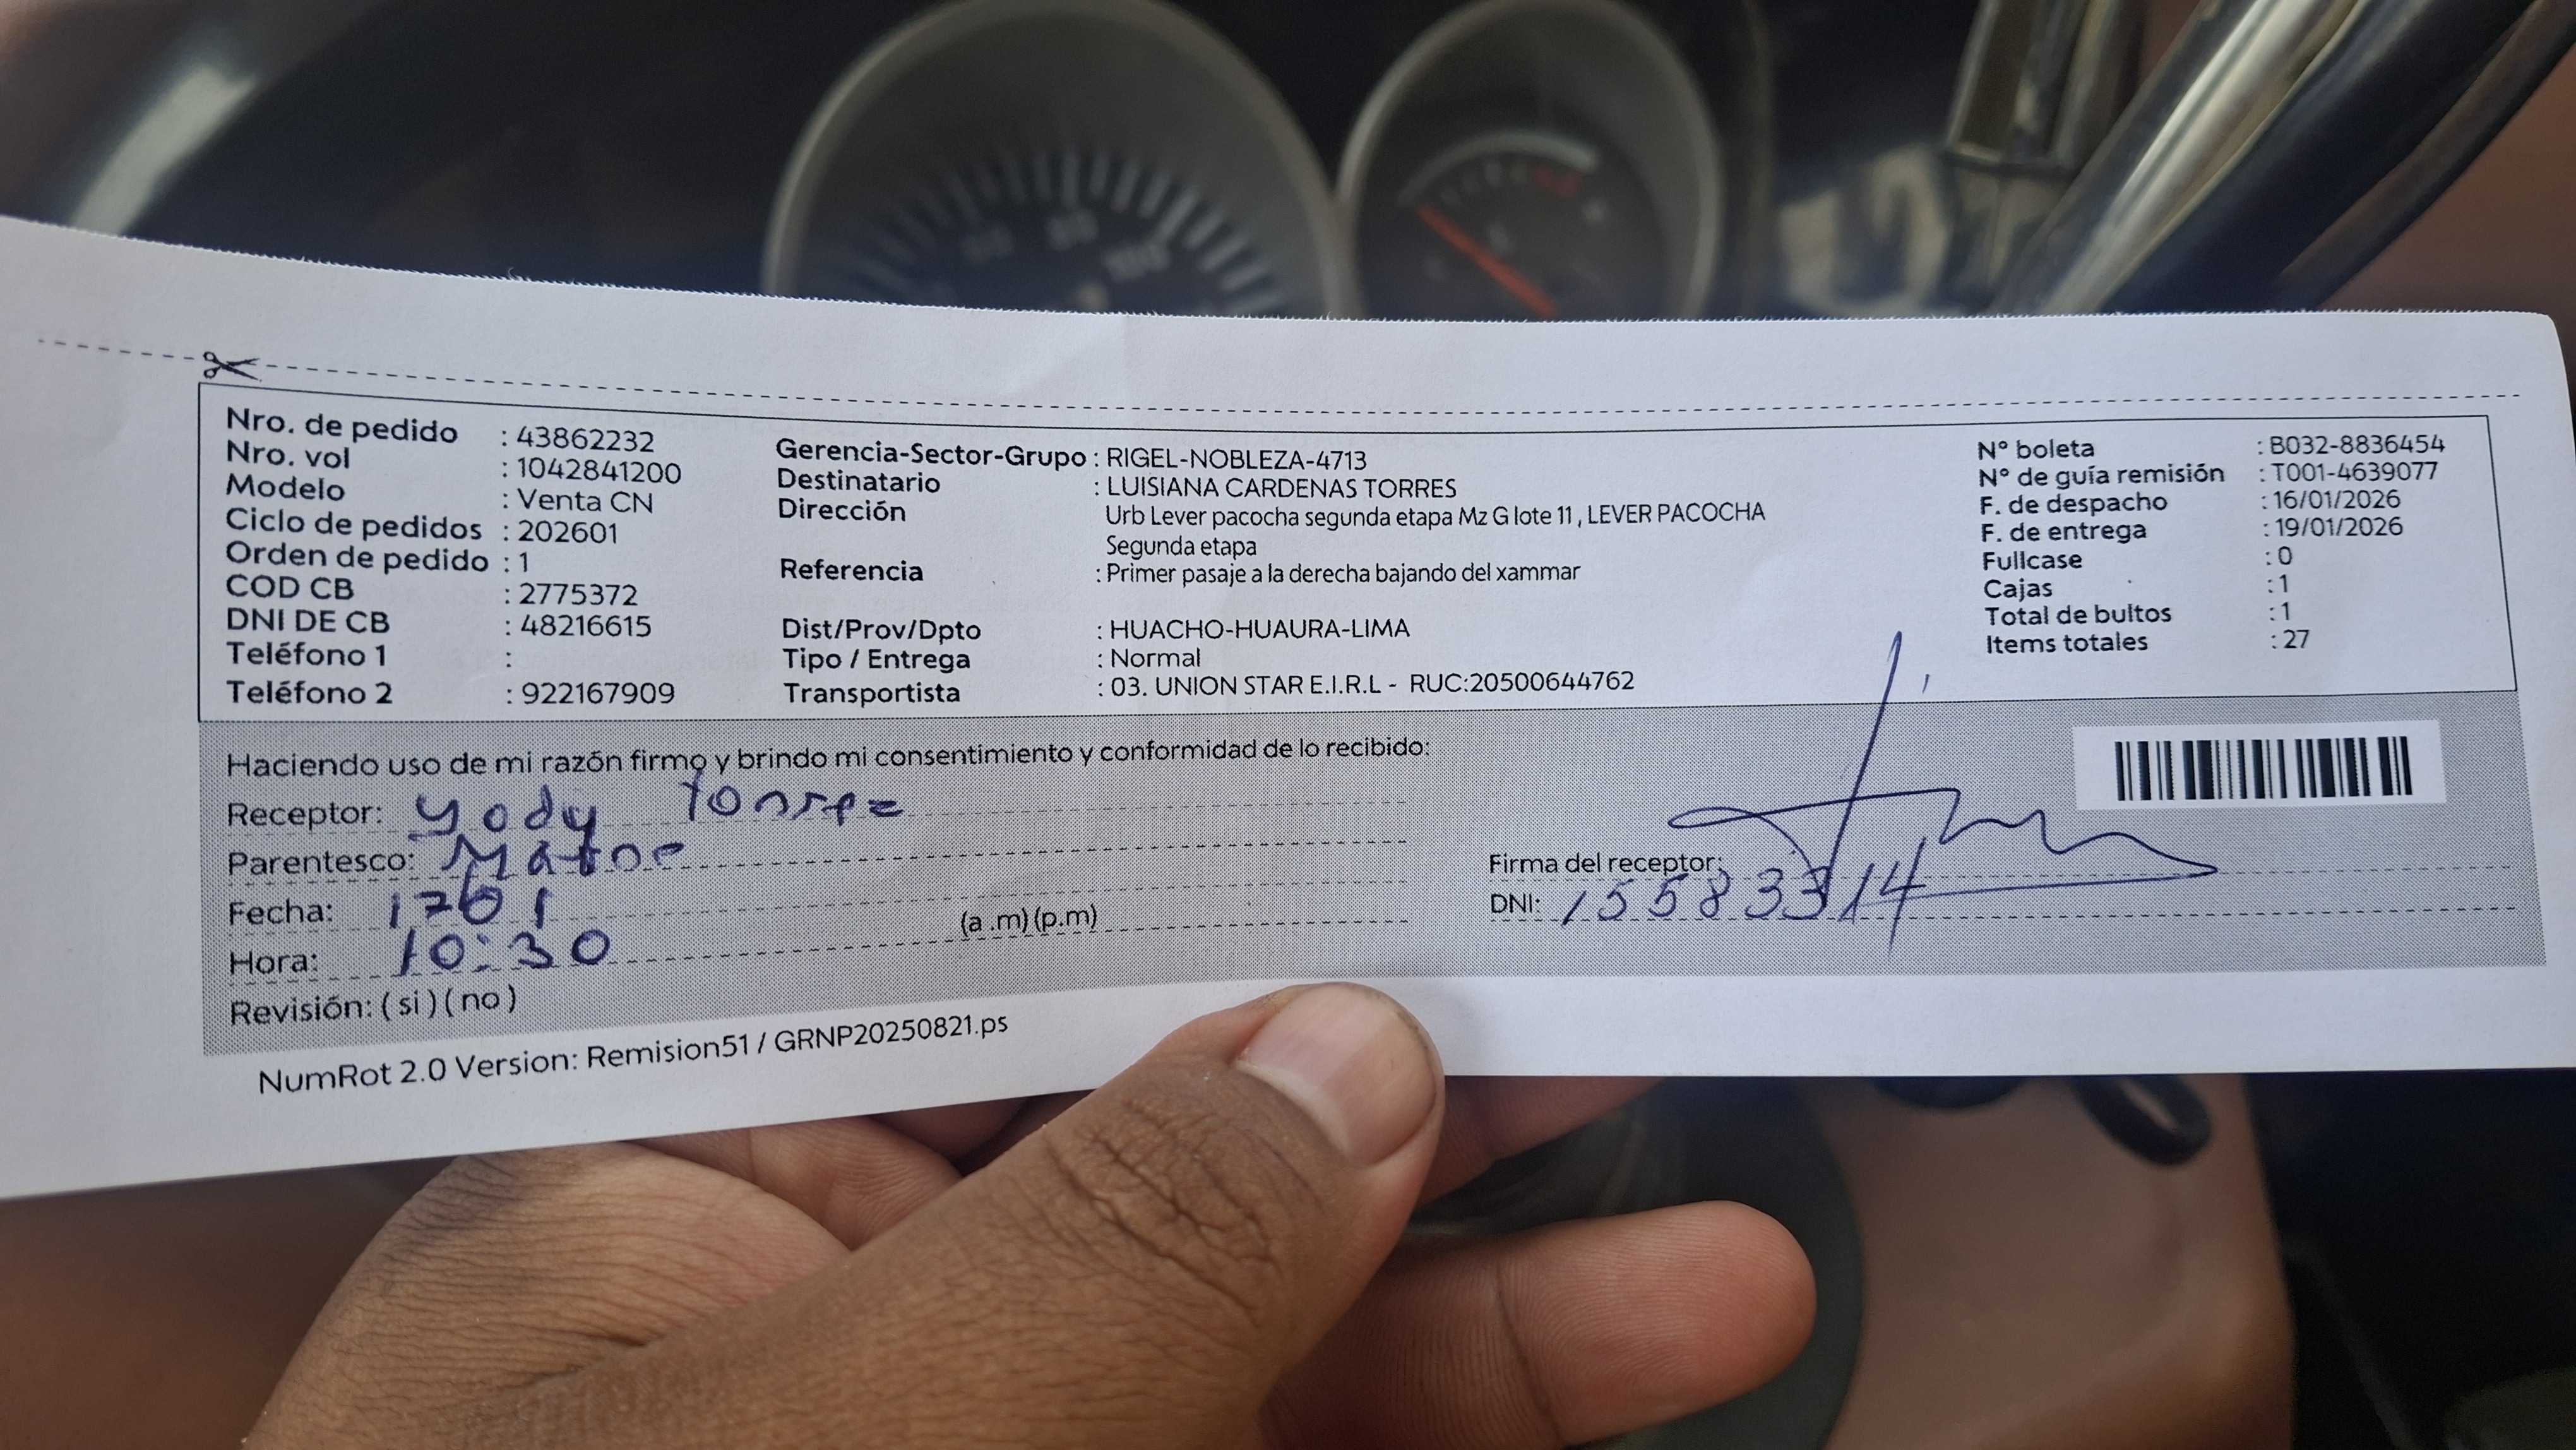 Nro. de pedido : 43862232
Nro. vol : 1042841200
Modelo : Venta CN
Ciclo de pedidos : 202601
Orden de pedido : 1
COD CB : 2775372
DNI DE CB : 48216615
Teléfono 1 :
Teléfono 2 : 922167909
Gerencia-Sector-Grupo : RIGEL-NOBLEZA-4713
Destinatario : LUISIANA CARDENAS TORRES
Dirección Urb Lever pacocha segunda etapa Mz G lote 11 , LEVER PACOCHA
Segunda etapa
Referencia : Primer pasaje a la derecha bajando del xammar
Dist/Prov/Dpto : HUACHO-HUAURA-LIMA
Tipo / Entrega : Normal
Transportista : 03. UNION STAR E.I.R.L - RUC:20500644762
N° boleta : B032-8836454
N° de guía remisión : T001-4639077
F. de despacho : 16/01/2026
F. de entrega : 19/01/2026
Fullcase : 0
Cajas : 1
Total de bultos : 1
Items totales : 27
Haciendo uso de mi razón firmo y brindo mi consentimiento y conformidad de lo recibido:
Receptor: Yody
Parentesco:
Fecha: 1701
Hora: 10:30 (a .m) (p.m)
Revisión: ( si ) ( no )
Firma del receptor:
DNI: 15583314
NumRot 2.0 Version: Remision51 / GRNP20250821.ps